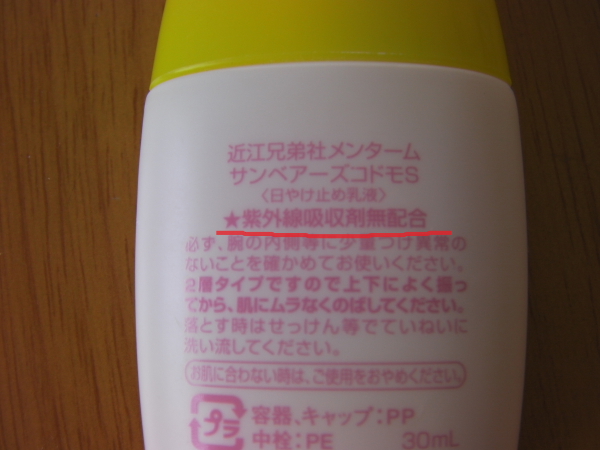 近江兄弟社メンターム
サンベアーズコドモS
〈日やけ止め乳液〉
★紫外線吸収剤無配合
必ず、腕の内側等に少量つけ異常の
ないことを確かめてお使いください。
2層タイプですので上下によく振っ
てから、肌にムラなくのばしてください。
落とす時はせっけん等でていねいに
洗い流してください。
お肌に合わない時は、ご使用をおやめください。
プラ 容器、キャップ:PP
中栓:PE 30mL